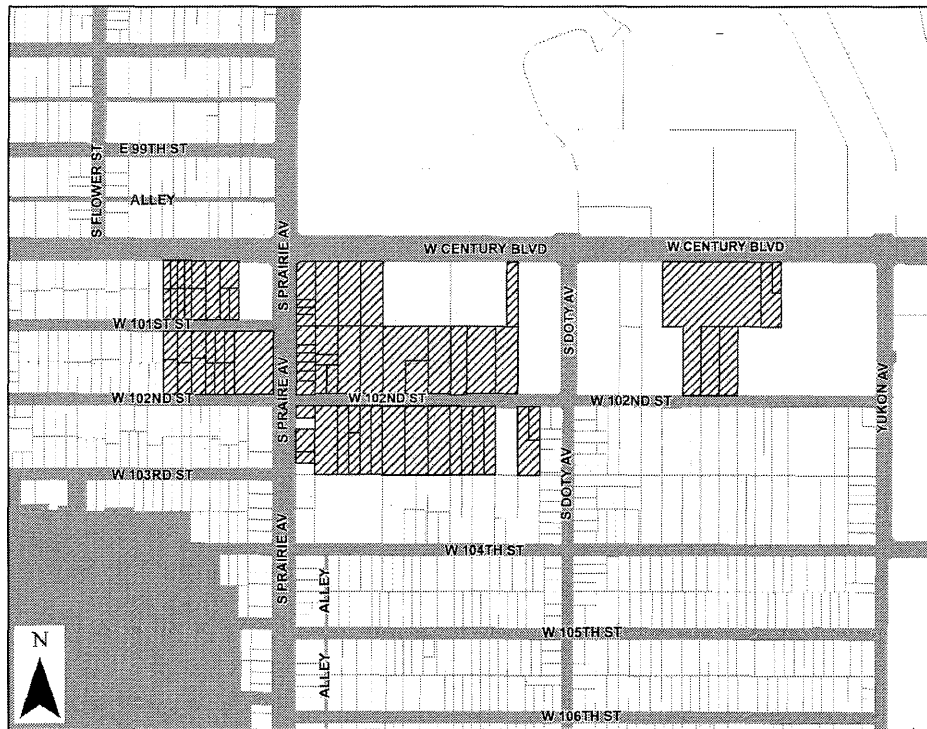 E 99TH ST
S FLOWER ST
ALLEY
S PRAIRIE AV
W CENTURY BLVD
W CENTURY BLVD
W 101ST ST
S PRAIRIE AV
S DOTY AV
YUKON AV
W 102ND ST
W 102ND ST
W 102ND ST
W 103RD ST
S PRAIRIE AV
S DOTY AV
W 104TH ST
ALLEY
W 105TH ST
ALLEY
W 106TH ST
N